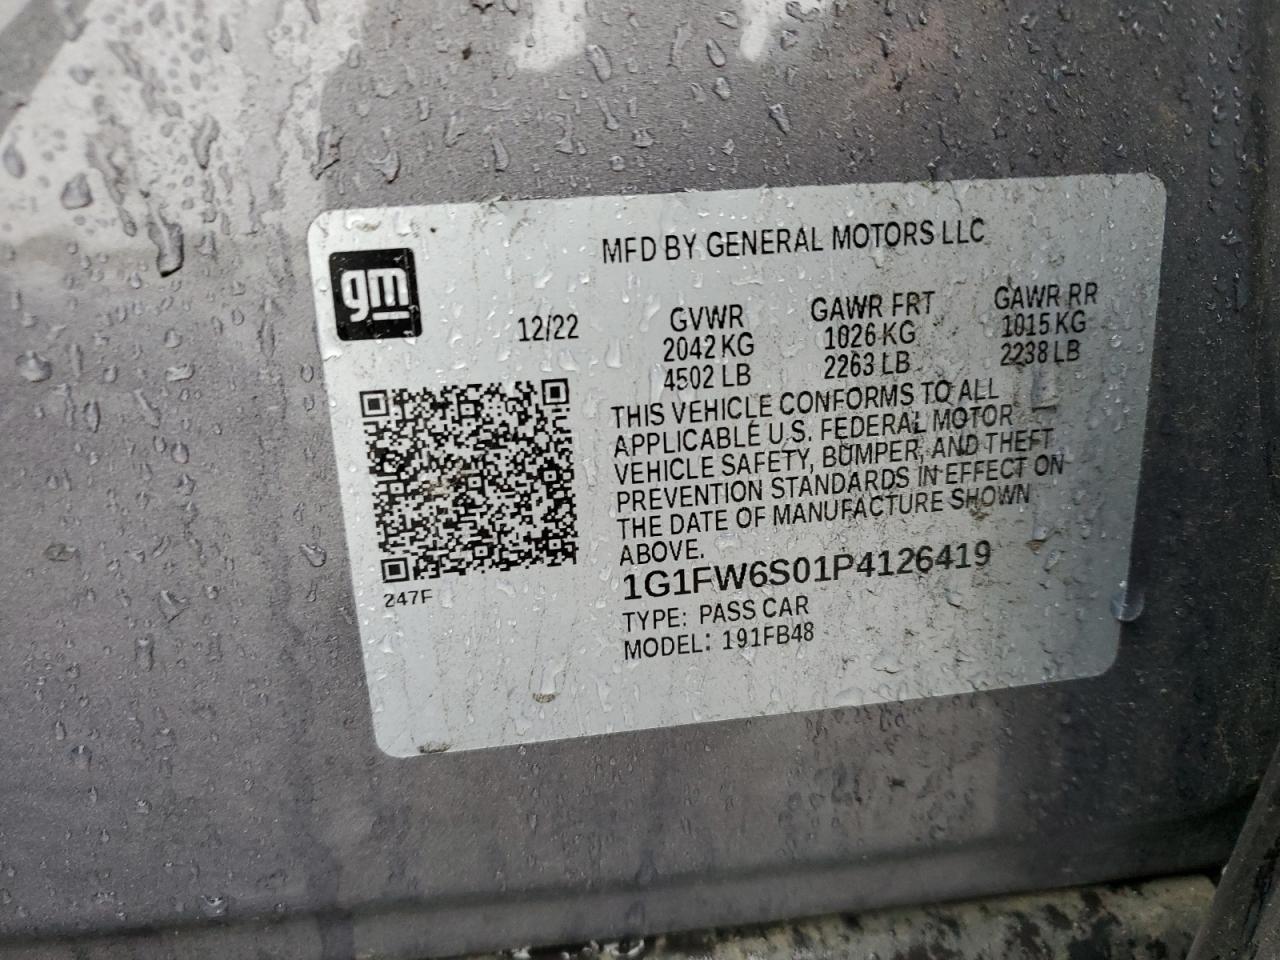 gm
MFD BY GENERAL MOTORS LLC
12/22
GVWR
2042 KG
4502 LB
GAWR FRT
1026 KG
2263 LB
GAWR RR
1015 KG
2238 LB
THIS VEHICLE CONFORMS TO ALL
APPLICABLE U.S. FEDERAL MOTOR
VEHICLE SAFETY, BUMPER, AND THEFT
PREVENTION STANDARDS IN EFFECT ON
THE DATE OF MANUFACTURE SHOWN
ABOVE.
1G1FW6S01P4126419
TYPE: PASS CAR
MODEL: 191FB48
247F